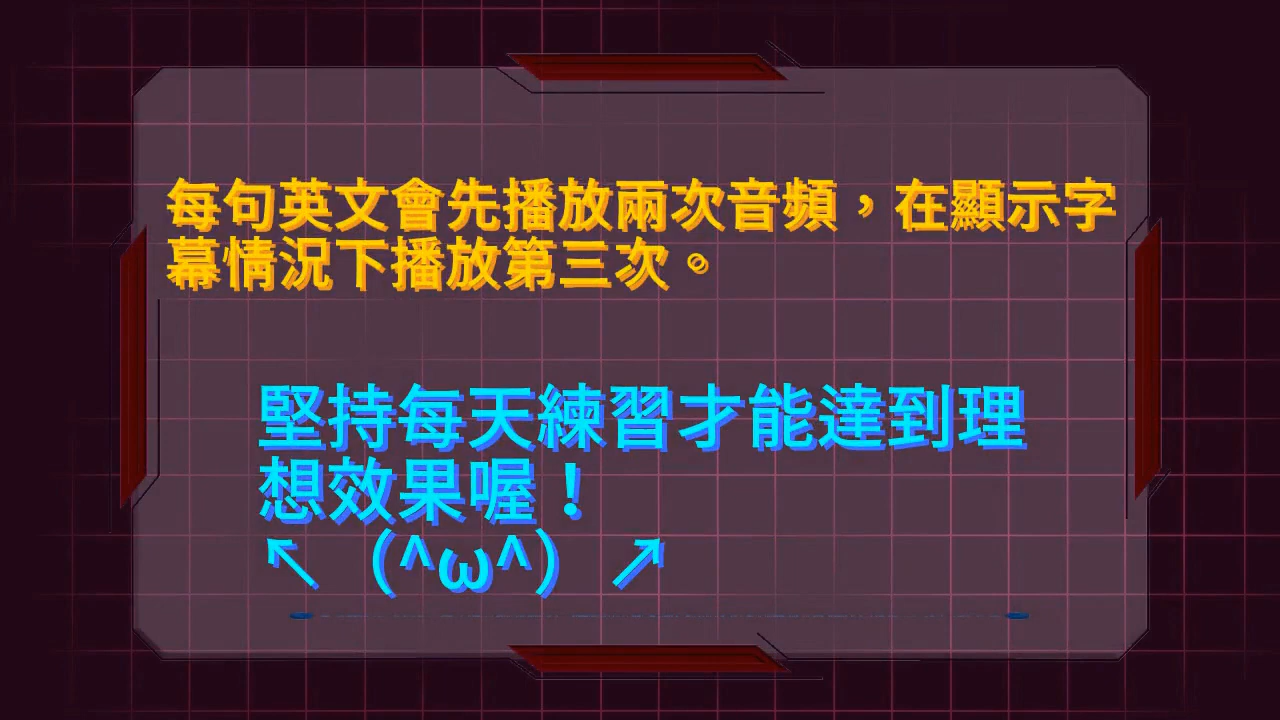 每句英文會先播放兩次音頻，在顯示字
幕情況下播放第三次。
堅持每天練習才能達到理
想效果喔！
↖（^ω^）↗